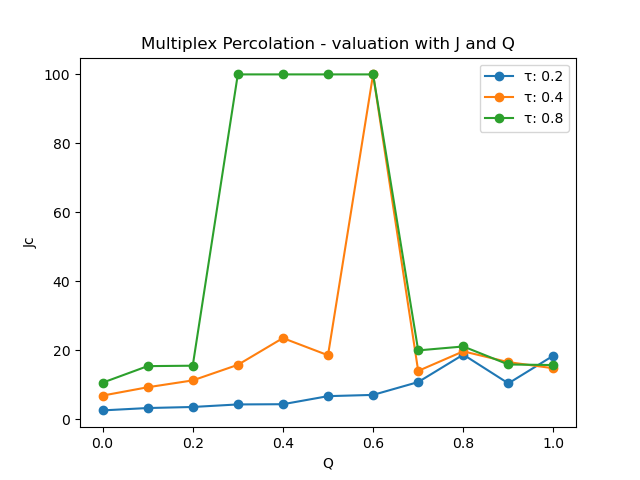 Multiplex Percolation - valuation with J and Q
τ: 0.2
τ: 0.4
τ: 0.8
100
80
60
40
20
0
Jc
0.0 0.2 0.4 0.6 0.8 1.0
Q